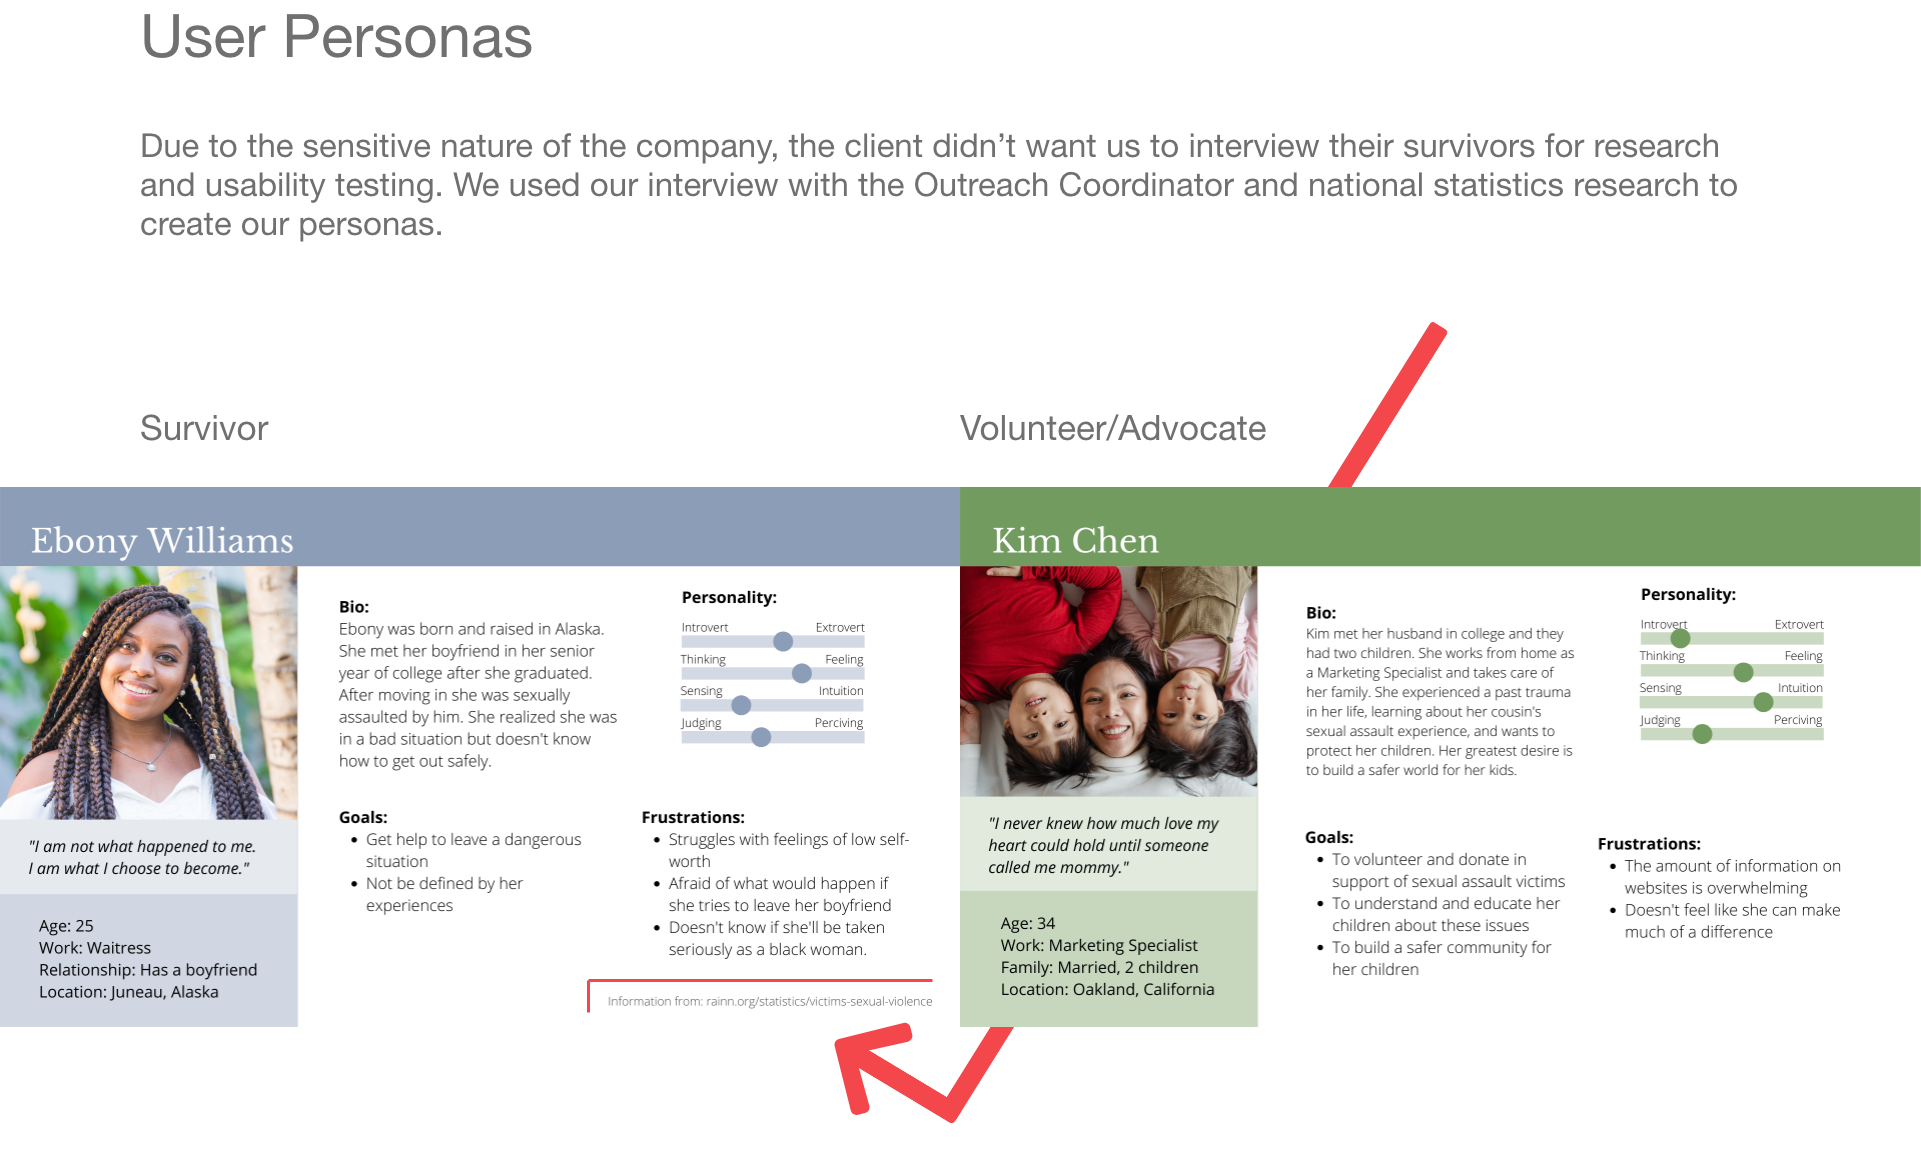 User Personas
Due to the sensitive nature of the company, the client didn’t want us to interview their survivors for research
and usability testing. We used our interview with the Outreach Coordinator and national statistics research to
create our personas.
Survivor
Ebony Williams
Bio:
Ebony was born and raised in Alaska.
She met her boyfriend in her senior
year of college after she graduated.
After moving in she was sexually
assaulted by him. She realized she was
in a bad situation but doesn't know
how to get out safely.
Personality:
Introvert Extrovert
Thinking Feeling
Sensing Intuition
Judging Perciving
"I am not what happened to me.
I am what I choose to become."
Age: 25
Work: Waitress
Relationship: Has a boyfriend
Location: Juneau, Alaska
Goals:
Get help to leave a dangerous
situation
Not be defined by her
experiences
Frustrations:
Struggles with feelings of low self-
worth
Afraid of what would happen if
she tries to leave her boyfriend
Doesn't know if she'll be taken
seriously as a black woman.
Information from: rainn.org/statistics/victims-sexual-violence
Volunteer/Advocate
Kim Chen
Bio:
Kim met her husband in college and they
had two children. She works from home as
a Marketing Specialist and takes care of
her family. She experienced a past trauma
in her life, learning about her cousin's
sexual assault experience, and wants to
protect her children. Her greatest desire is
to build a safer world for her kids.
Personality:
Introvert Extrovert
Thinking Feeling
Sensing Intuition
Judging Perciving
"I never knew how much love my
heart could hold until someone
called me mommy."
Age: 34
Work: Marketing Specialist
Family: Married, 2 children
Location: Oakland, California
Goals:
To volunteer and donate in
support of sexual assault victims
To understand and educate her
children about these issues
To build a safer community for
her children
Frustrations:
The amount of information on
websites is overwhelming
Doesn't feel like she can make
much of a difference